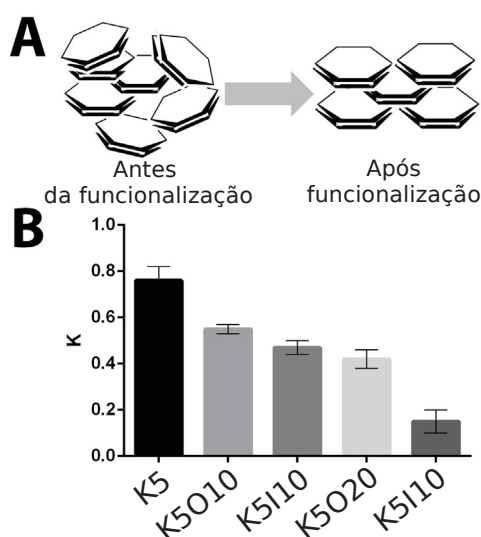 A
Antes
da funcionalização
Após
funcionalização
B
1.0
0.8
0.6
0.4
0.2
0.0
K
K5
K5O10
K5I10
K5O20
K5I10